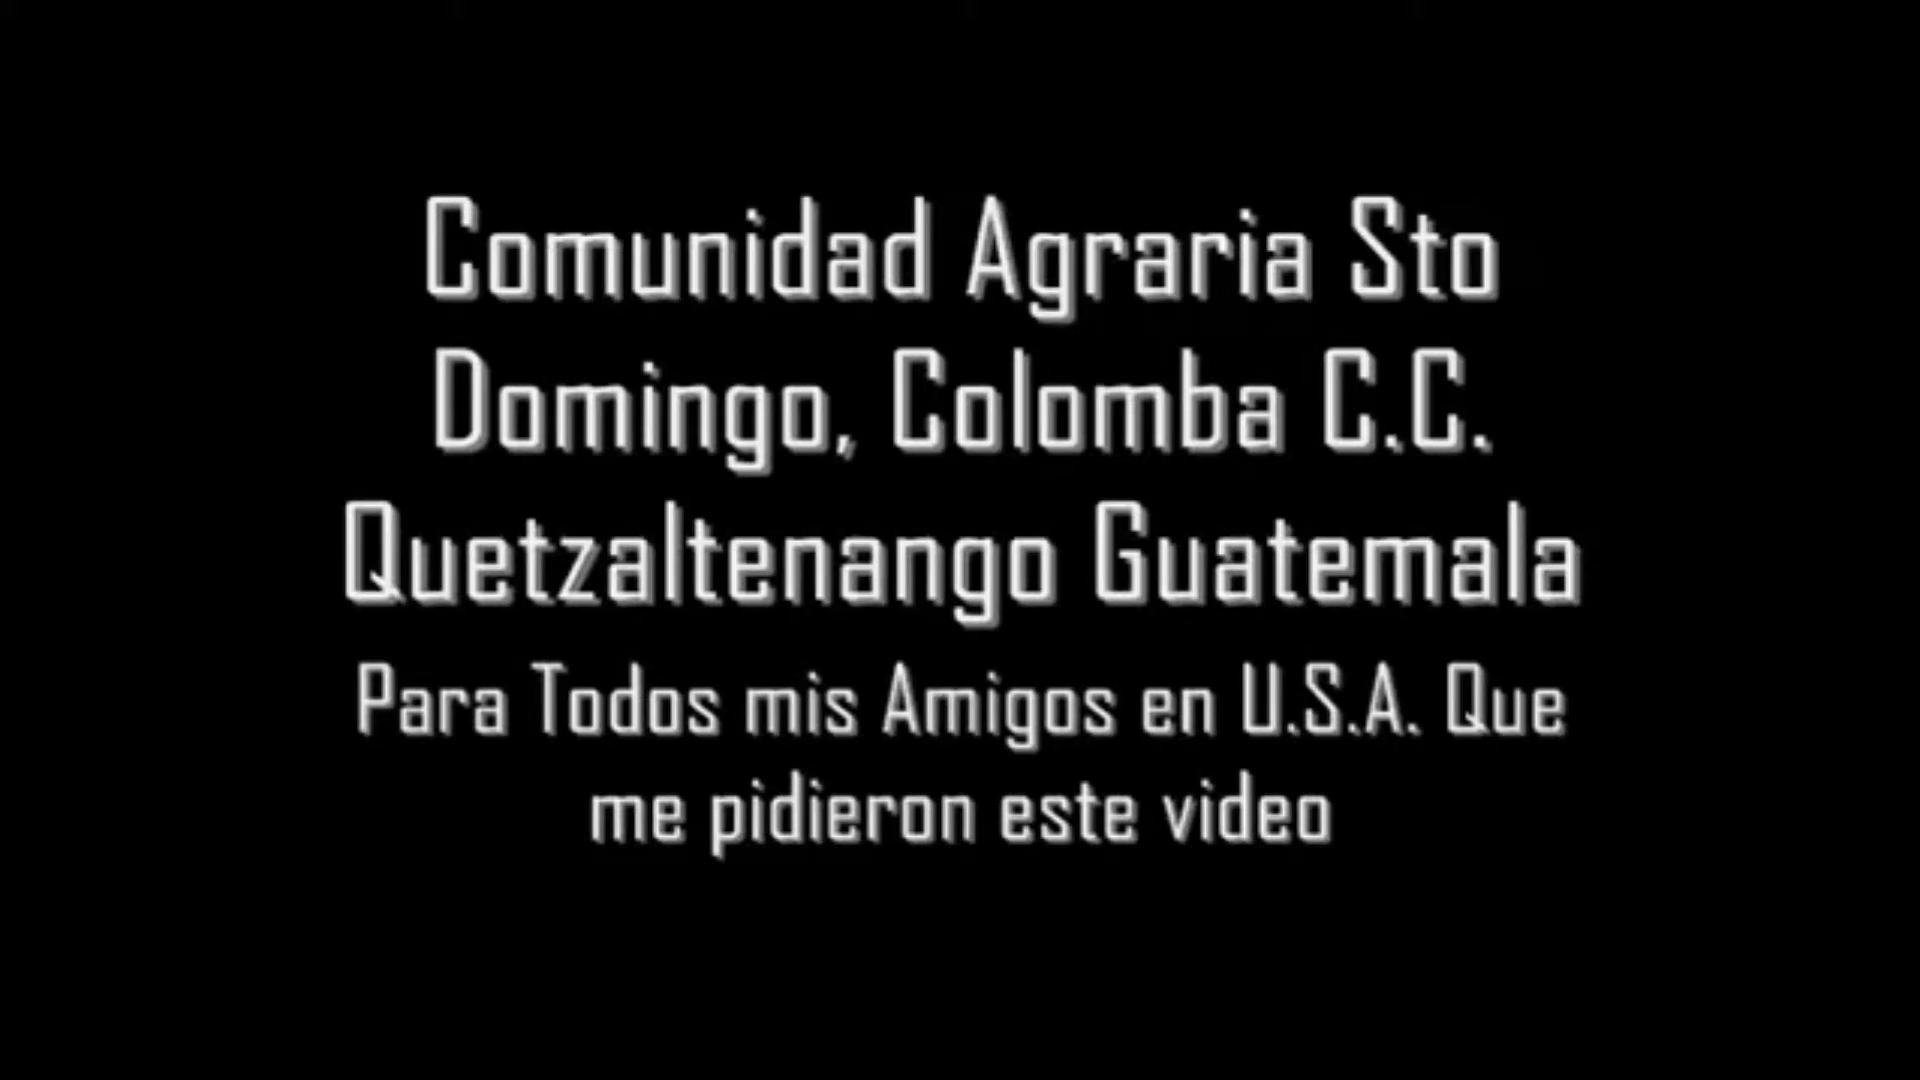 Comunidad Agraria Sto
Domingo, Colomba C.C.
Quetzaltenango Guatemala
Para Todos mis Amigos en U.S.A. Que
me pidieron este video